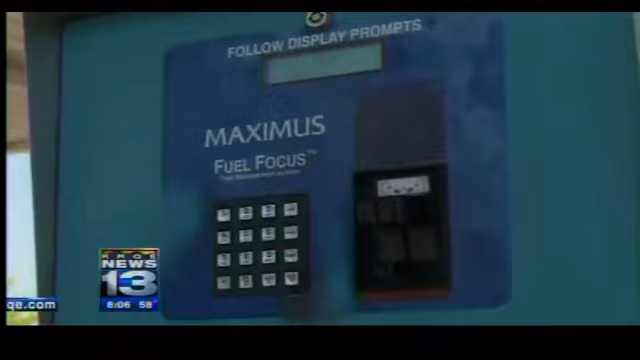 FOLLOW DISPLAY PROMPTS
MAXIMUS
FUEL FOCUS™
KRQE
NEWS
13
8:06 58
qe.com